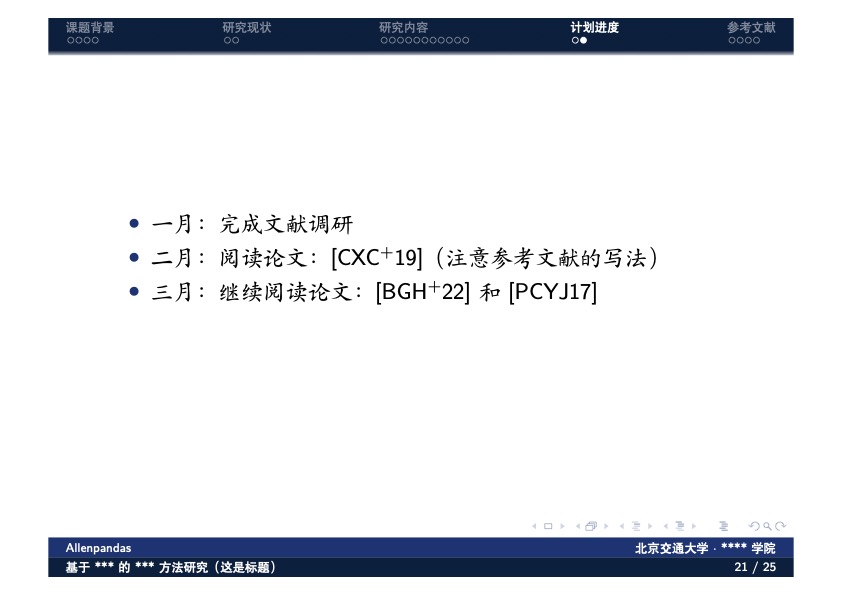 课题背景 研究现状 研究内容 计划进度 参考文献
一月：完成文献调研
二月：阅读论文：[CXC+19]（注意参考文献的写法）
三月：继续阅读论文：[BGH+22] 和 [PCYJ17]
Allenpandas 北京交通大学 · **** 学院
基于 *** 的 *** 方法研究（这是标题） 21 / 25